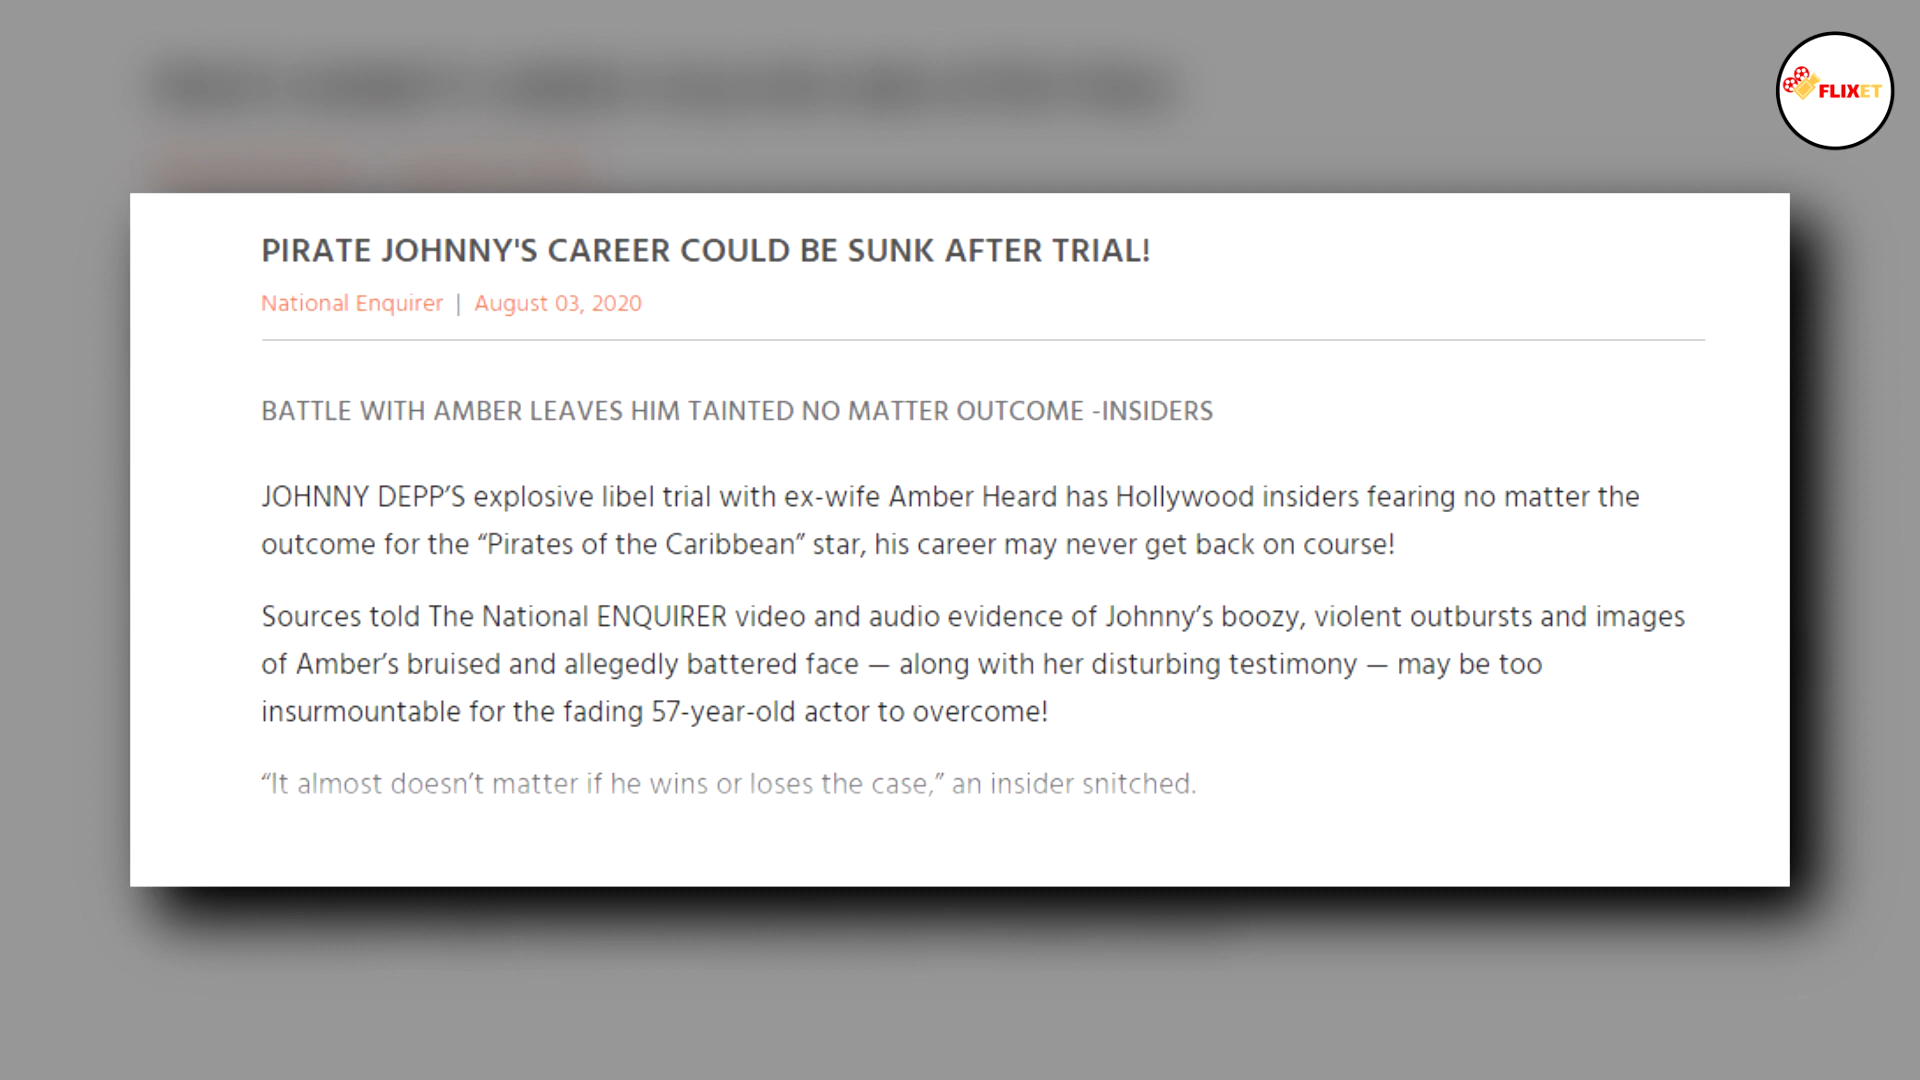 FLIXET
PIRATE JOHNNY'S CAREER COULD BE SUNK AFTER TRIAL!
National Enquirer | August 03, 2020
BATTLE WITH AMBER LEAVES HIM TAINTED NO MATTER OUTCOME -INSIDERS
JOHNNY DEPP’S explosive libel trial with ex-wife Amber Heard has Hollywood insiders fearing no matter the
outcome for the “Pirates of the Caribbean” star, his career may never get back on course!
Sources told The National ENQUIRER video and audio evidence of Johnny’s boozy, violent outbursts and images
of Amber’s bruised and allegedly battered face — along with her disturbing testimony — may be too
insurmountable for the fading 57-year-old actor to overcome!
“It almost doesn’t matter if he wins or loses the case,” an insider snitched.